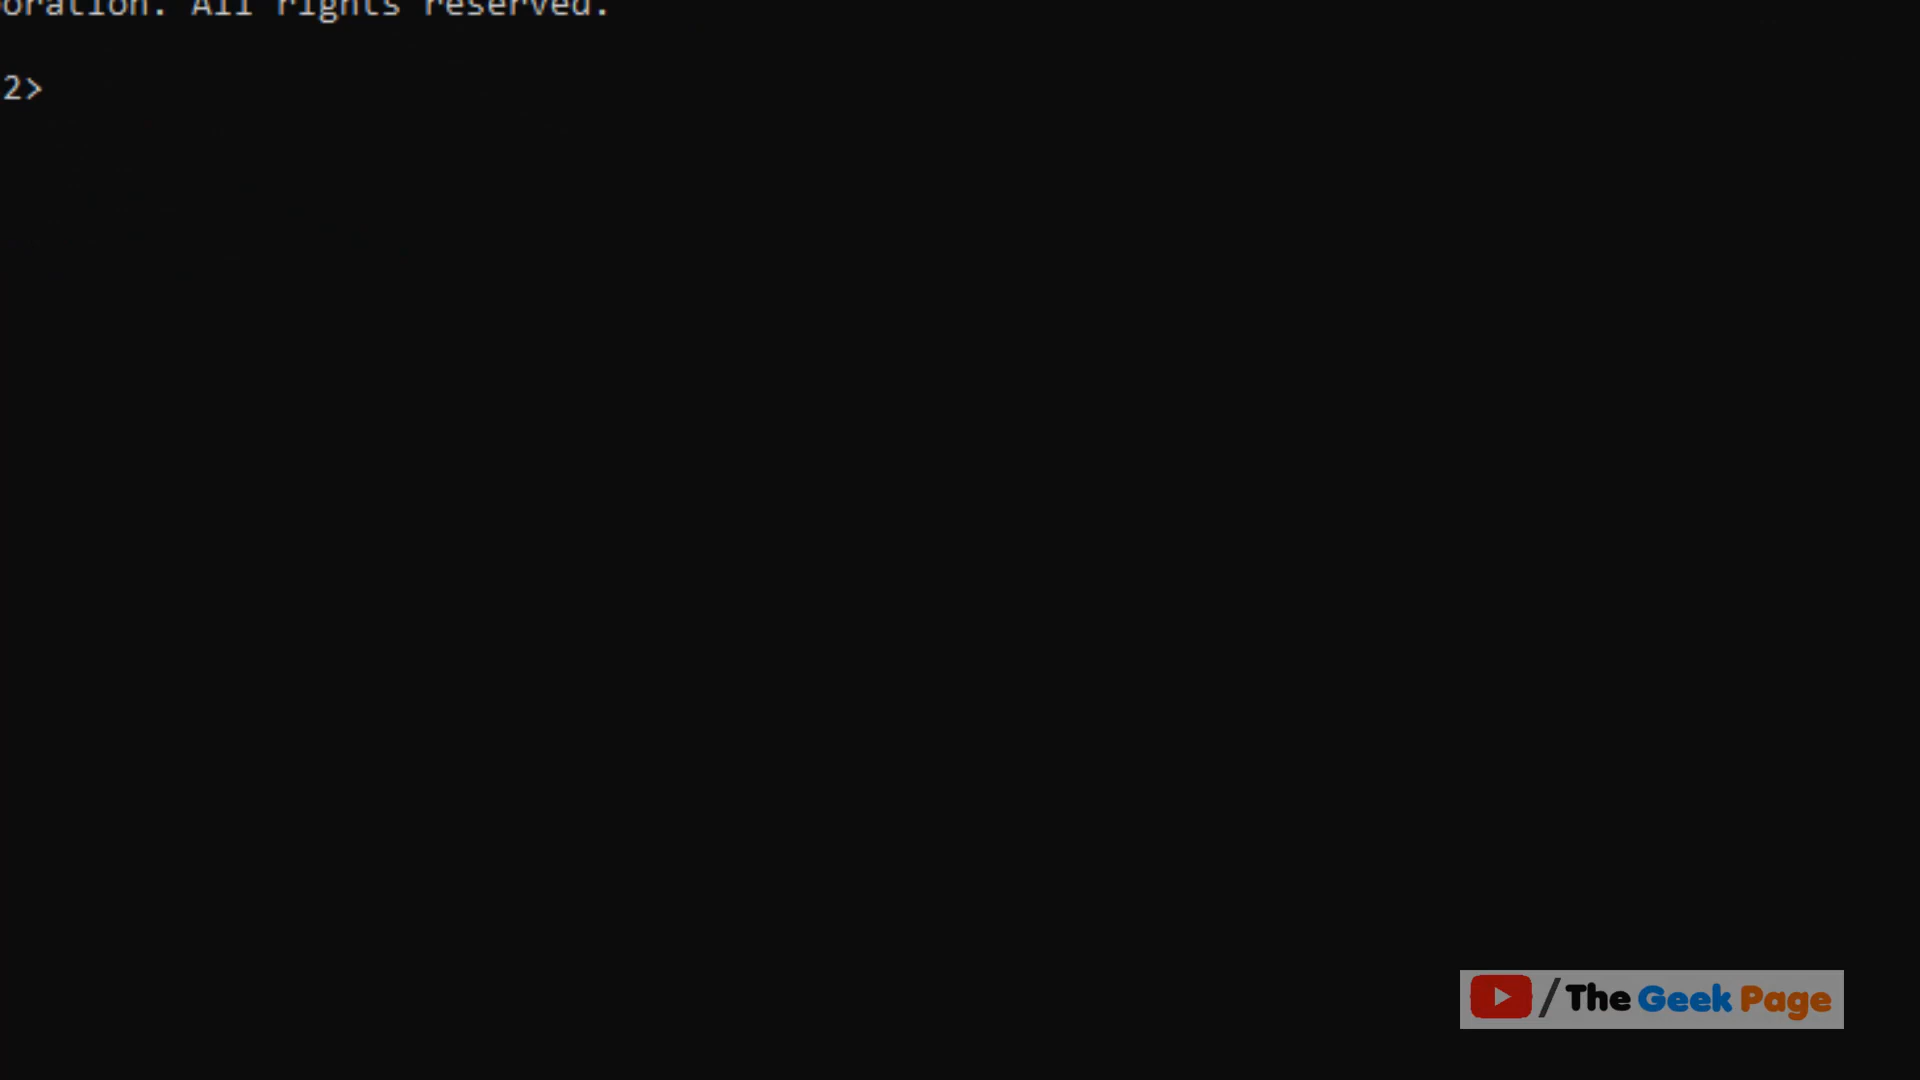 oration. All rights reserved.
2>
/The Geek Page